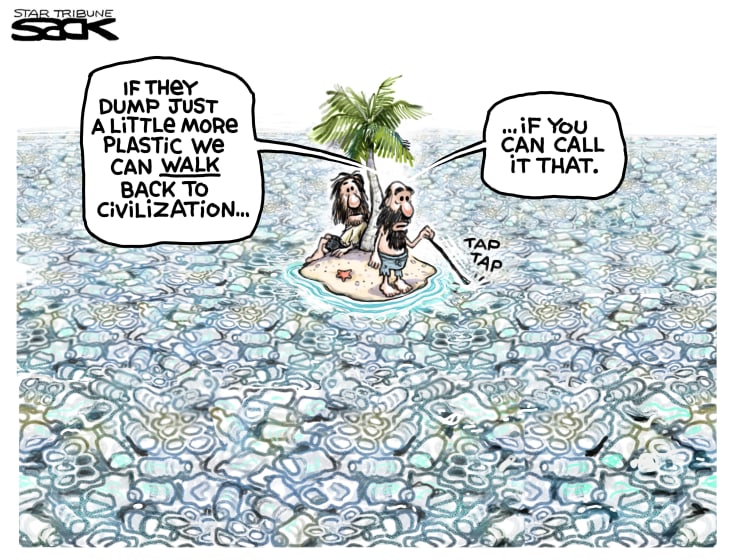 STAR TRIBUNE
SACK
IF THEY
DUMP JUST
A LITTLE MORE
PLASTIC WE
CAN WALK
BACK TO
CIVILIZATION...
...IF YOU
CAN CALL
IT THAT.
TAP
TAP